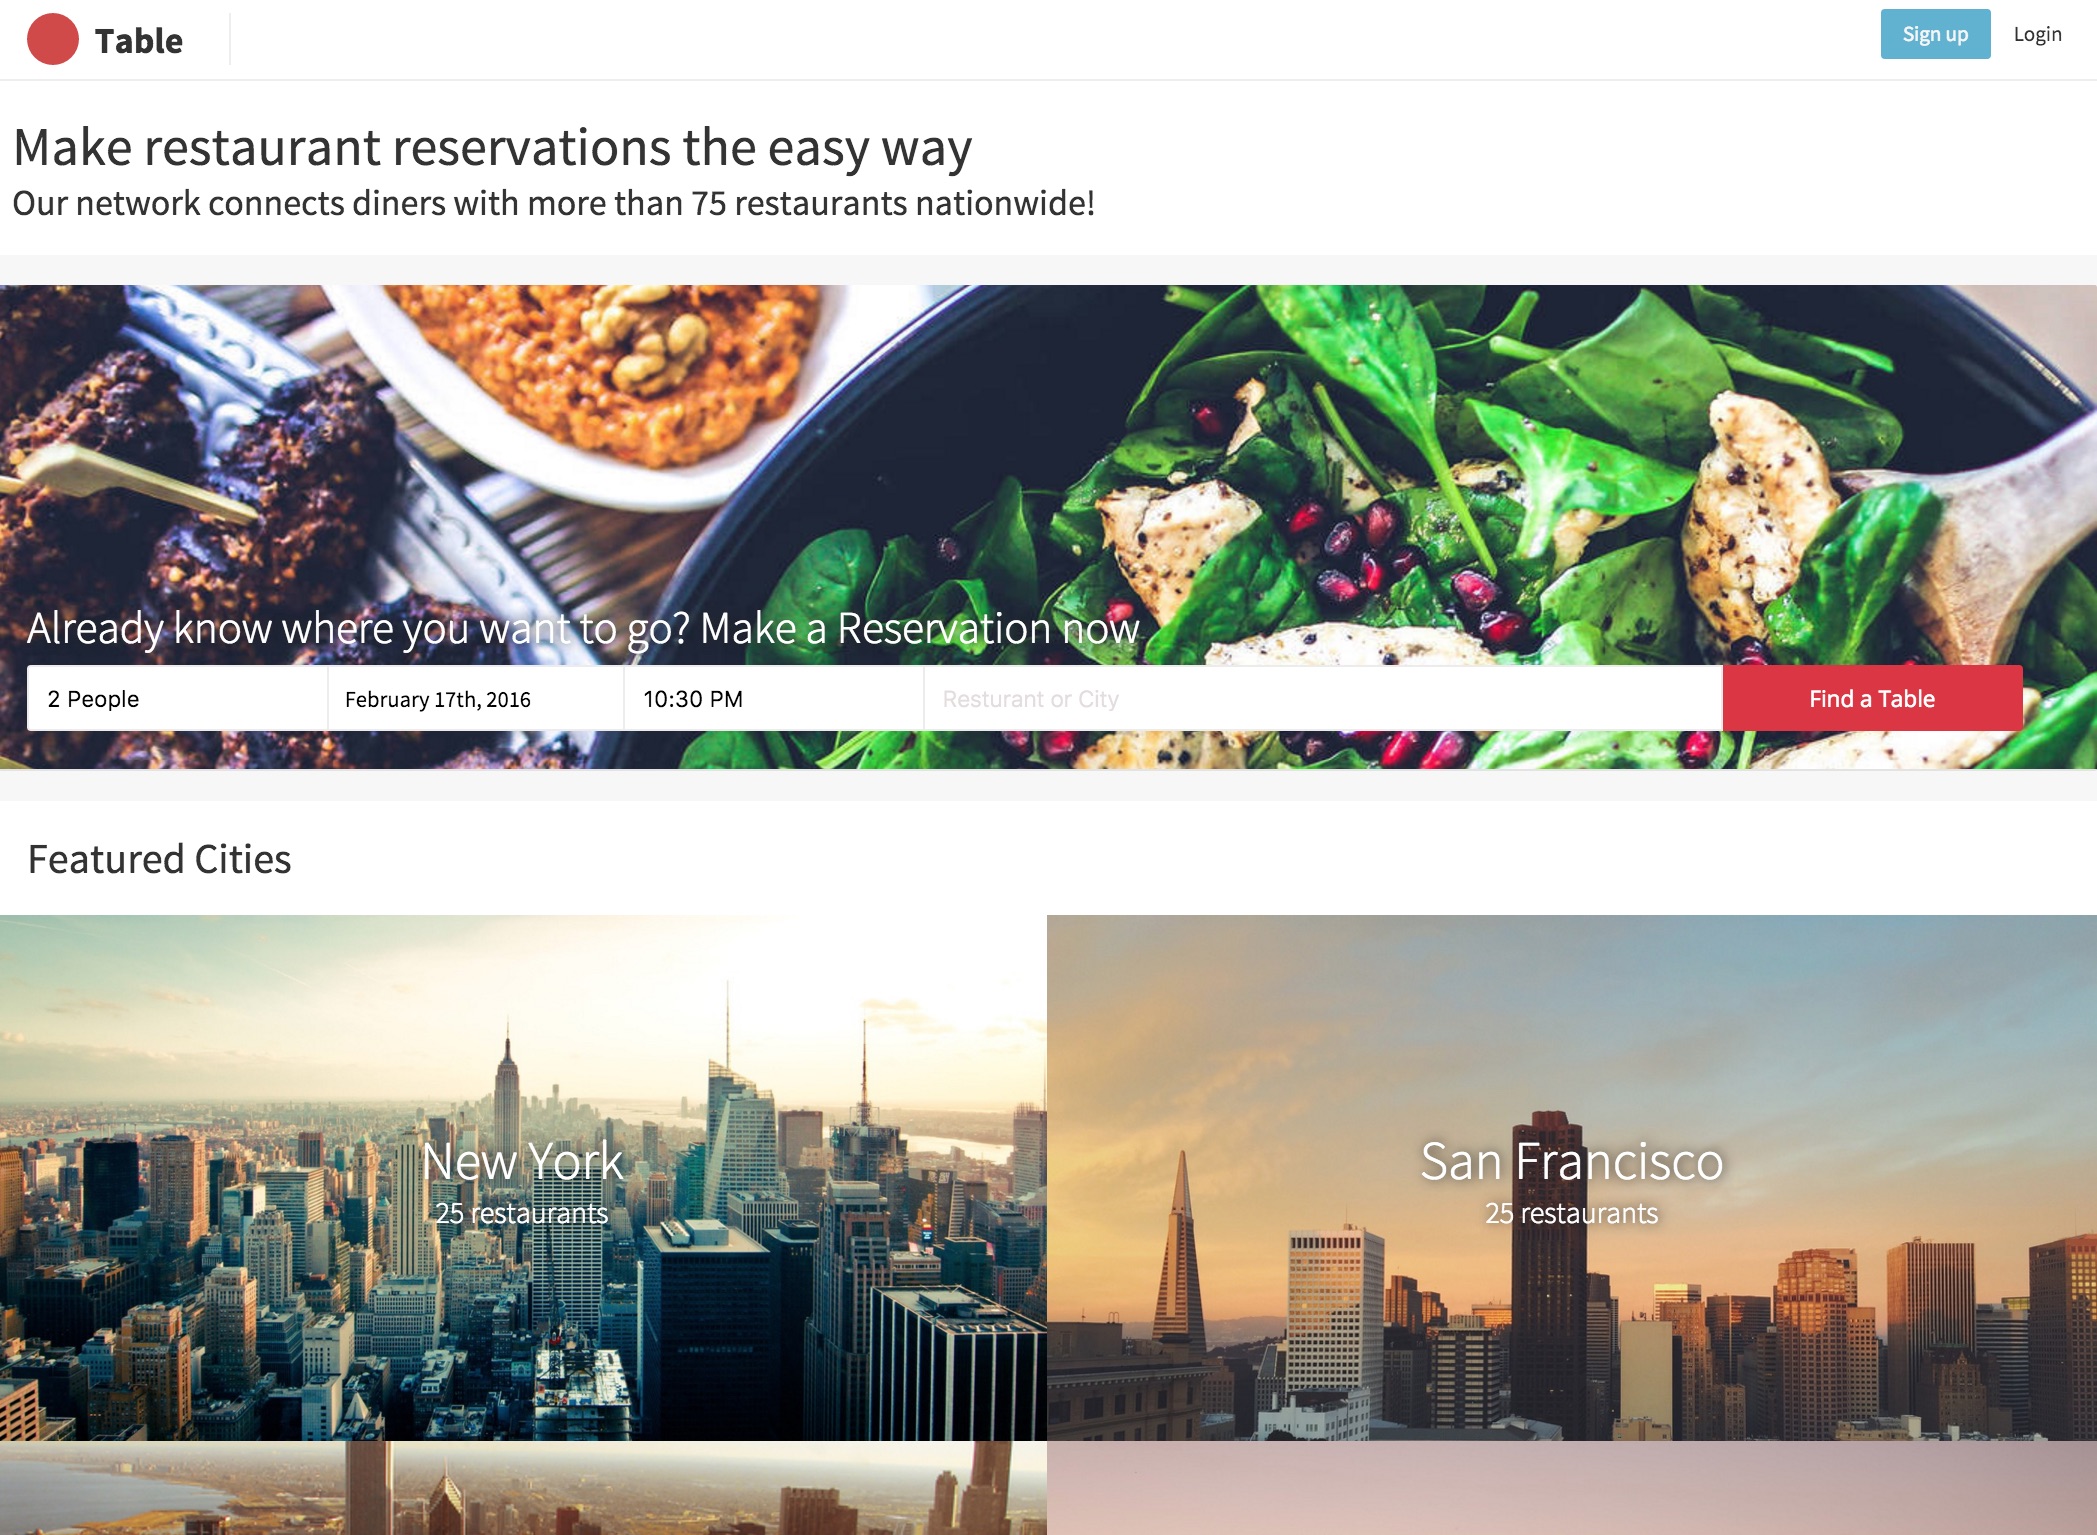 Table
Sign up
Login
Make restaurant reservations the easy way
Our network connects diners with more than 75 restaurants nationwide!
Already know where you want to go? Make a Reservation now
2 People
February 17th, 2016
10:30 PM
Resturant or City
Find a Table
Featured Cities
New York
25 restaurants
San Francisco
25 restaurants